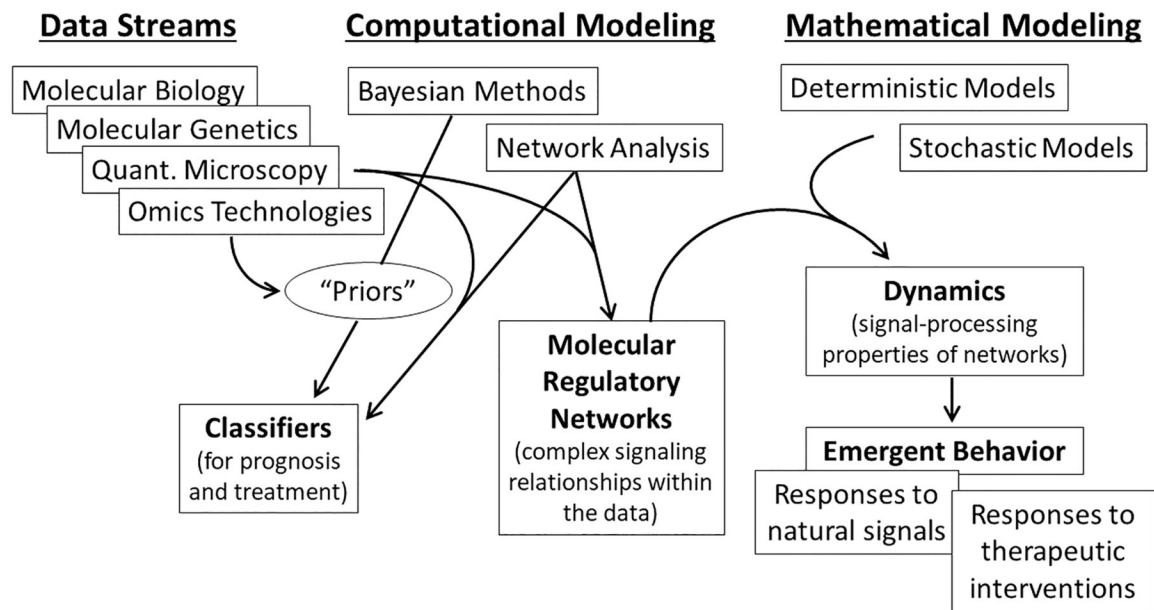 Data Streams
Computational Modeling
Mathematical Modeling
Molecular Biology
Molecular Genetics
Quant. Microscopy
Omics Technologies
Bayesian Methods
Network Analysis
Deterministic Models
Stochastic Models
“Priors”
Classifiers
(for prognosis
and treatment)
Molecular
Regulatory
Networks
(complex signaling
relationships within
the data)
Dynamics
(signal-processing
properties of networks)
Emergent Behavior
Responses to
natural signals
Responses to
therapeutic
interventions